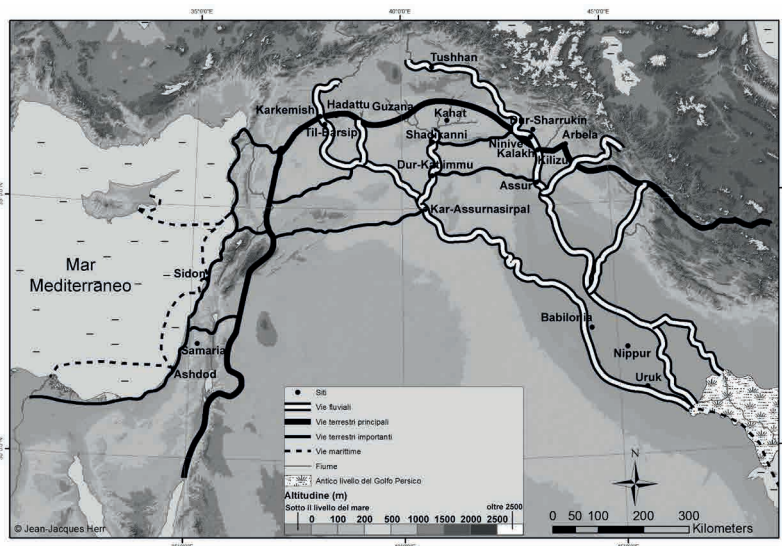 35°0'0"E 40°0'0"E 45°0'0"E
Tushhan
Karkemish Hadattu Guzana
Kahat Dur-Sharrukin
Til-Barsip Shadikanni Arbela
Ninive
Kalakh Kilizu
Dur-Katlimmu
Assur
Kar-Assurnasirpal
Mar
Mediterraneo
Sidon
Babilonia
Samaria
Nippur
Ashdod
Uruk
Siti
Vie fluviali
Vie terrestri principali
Vie terrestri importanti
Vie marittime
Fiume
Antico livello del Golfo Persico
Altitudine (m)
Sotto il livello del mare oltre 2500
0 100 200 500 1000 1500 2000 2500
N
0 50 100 200 300
Kilometers
© Jean-Jacques Herr